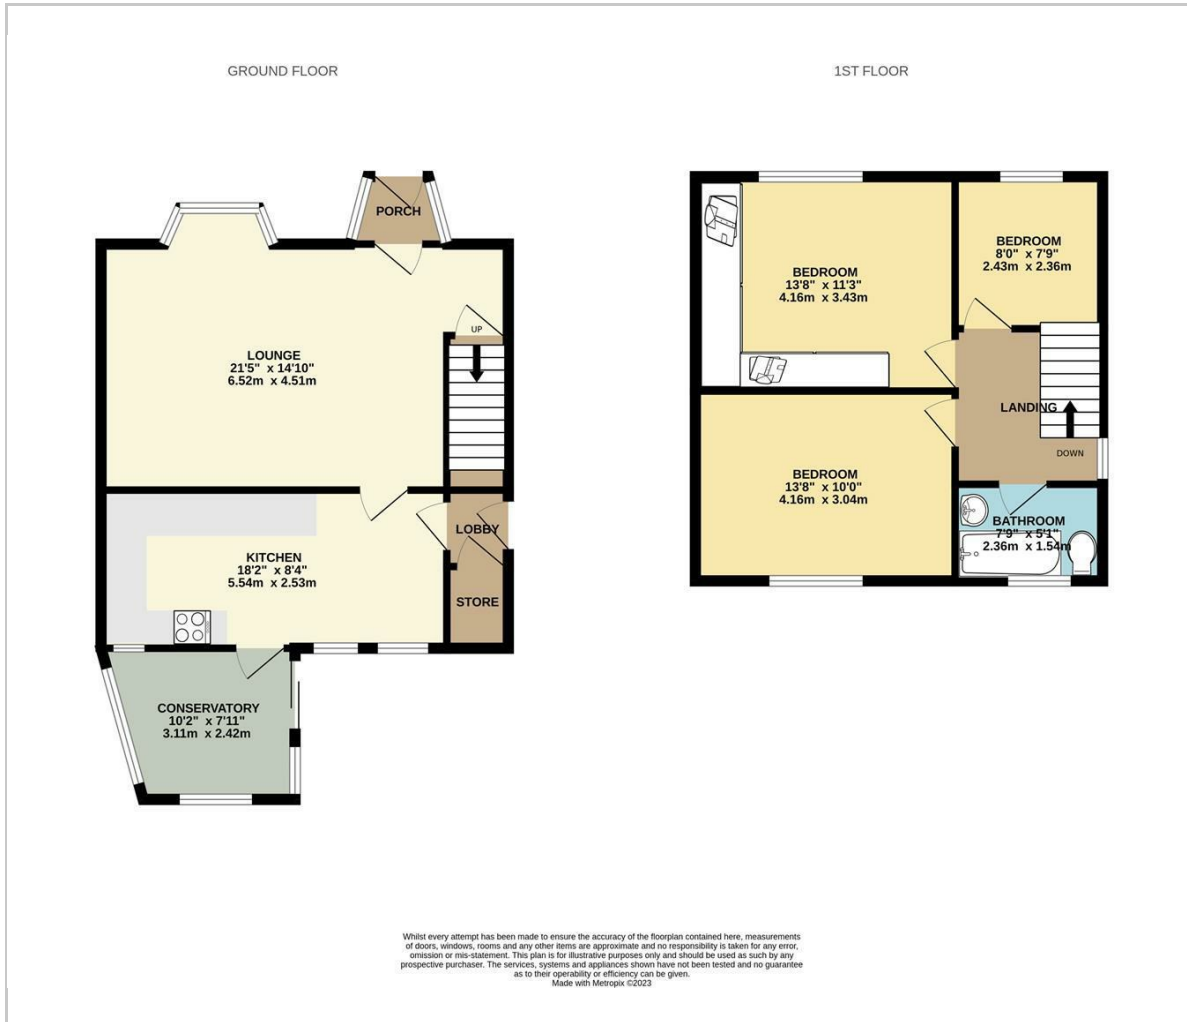 GROUND FLOOR
PORCH
LOUNGE
21'5" x 14'10"
6.52m x 4.51m
UP
KITCHEN
18'2" x 8'4"
5.54m x 2.53m
LOBBY
STORE
CONSERVATORY
10'2" x 7'11"
3.11m x 2.42m
1ST FLOOR
BEDROOM
13'8" x 11'3"
4.16m x 3.43m
BEDROOM
8'0" x 7'9"
2.43m x 2.36m
LANDING
DOWN
BEDROOM
13'8" x 10'0"
4.16m x 3.04m
BATHROOM
7'9" x 5'1"
2.36m x 1.54m
Whilst every attempt has been made to ensure the accuracy of the floorplan contained here, measurements
of doors, windows, rooms and any other items are approximate and no responsibility is taken for any error,
omission or mis-statement. This plan is for illustrative purposes only and should be used as such by any
prospective purchaser. The services, systems and appliances shown have not been tested and no guarantee
as to their operability or efficiency can be given.
Made with Metropix ©2023